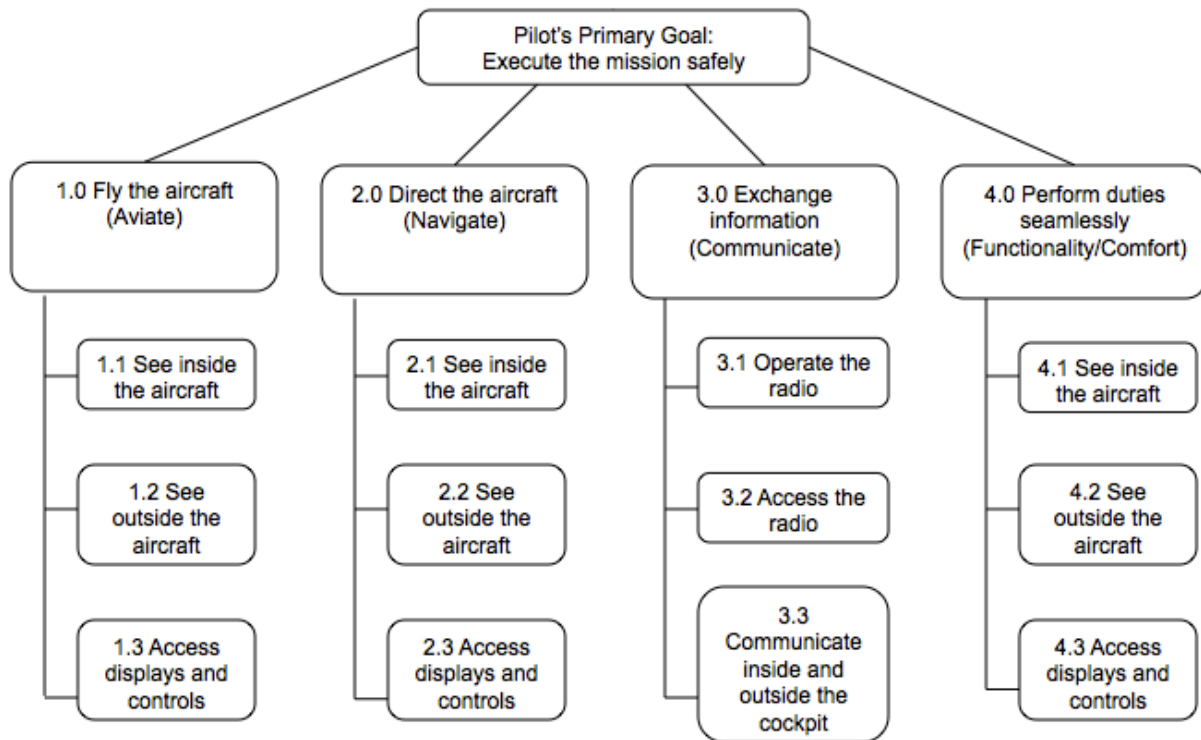 Pilot's Primary Goal:
Execute the mission safely
1.0 Fly the aircraft
(Aviate)
2.0 Direct the aircraft
(Navigate)
3.0 Exchange
information
(Communicate)
4.0 Perform duties
seamlessly
(Functionality/Comfort)
1.1 See inside
the aircraft
2.1 See inside
the aircraft
3.1 Operate the
radio
4.1 See inside
the aircraft
1.2 See
outside the
aircraft
2.2 See
outside the
aircraft
3.2 Access the
radio
4.2 See
outside the
aircraft
1.3 Access
displays and
controls
2.3 Access
displays and
controls
3.3
Communicate
inside and
outside the
cockpit
4.3 Access
displays and
controls